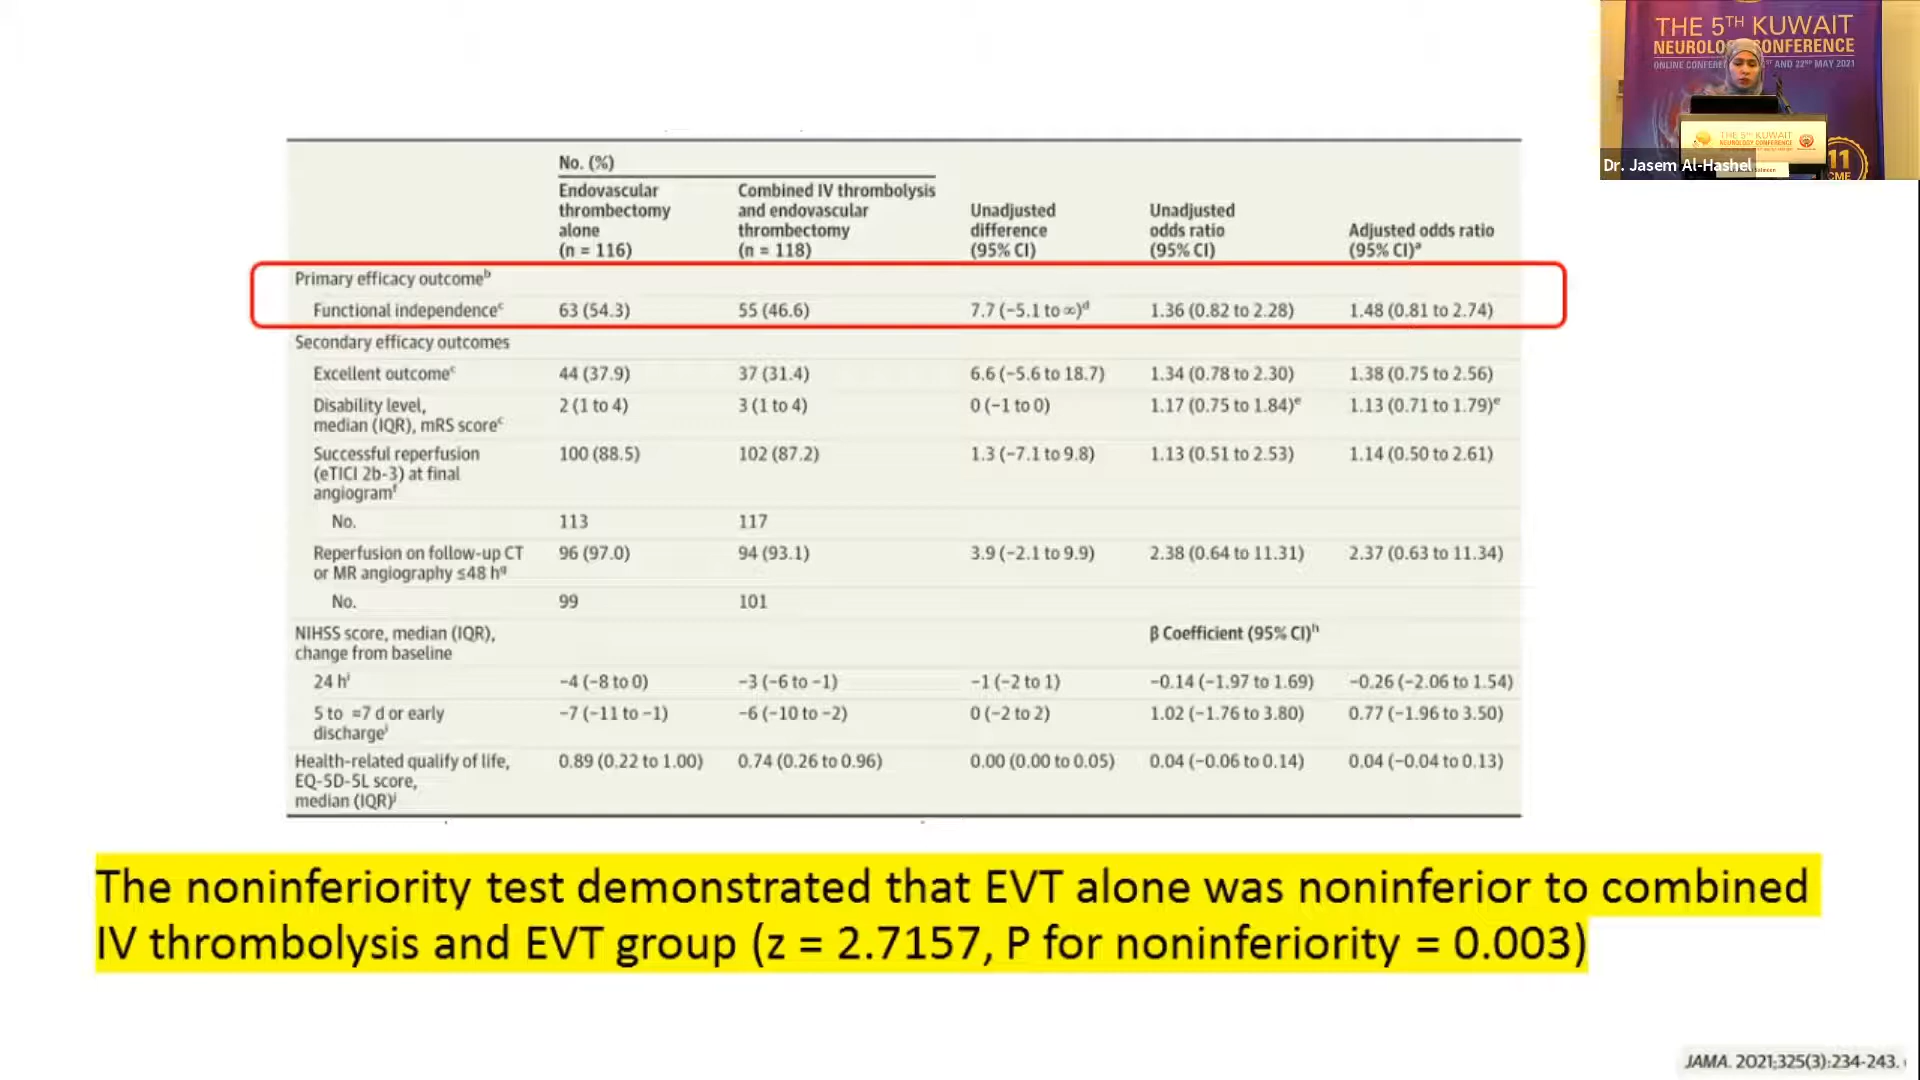 THE 5TH KUWAIT
NEUROLOGY CONFERENCE
ONLINE CONFERENCE AND 22ND MAY 2021
THE 5TH KUWAIT
NEUROLOGY CONFERENCE
11
CME
Dr. Jasem Al-Hashel
No. (%)
Endovascular thrombectomy alone (n = 116)
Combined IV thrombolysis and endovascular thrombectomy (n = 118)
Unadjusted difference (95% CI)
Unadjusted odds ratio (95% CI)
Adjusted odds ratio (95% CI)ᵃ
Primary efficacy outcomeᵇ
Functional independenceᶜ 63 (54.3) 55 (46.6) 7.7 (−5.1 to ∞)ᵈ 1.36 (0.82 to 2.28) 1.48 (0.81 to 2.74)
Secondary efficacy outcomes
Excellent outcomeᶜ 44 (37.9) 37 (31.4) 6.6 (−5.6 to 18.7) 1.34 (0.78 to 2.30) 1.38 (0.75 to 2.56)
Disability level, 2 (1 to 4) 3 (1 to 4) 0 (−1 to 0) 1.17 (0.75 to 1.84)ᵉ 1.13 (0.71 to 1.79)ᵉ
median (IQR), mRS scoreᶜ
Successful reperfusion 100 (88.5) 102 (87.2) 1.3 (−7.1 to 9.8) 1.13 (0.51 to 2.53) 1.14 (0.50 to 2.61)
(eTICI 2b-3) at final
angiogramᶠ
No. 113 117
Reperfusion on follow-up CT 96 (97.0) 94 (93.1) 3.9 (−2.1 to 9.9) 2.38 (0.64 to 11.31) 2.37 (0.63 to 11.34)
or MR angiography ≤48 hᵍ
No. 99 101
NIHSS score, median (IQR), β Coefficient (95% CI)ʰ
change from baseline
24 hⁱ −4 (−8 to 0) −3 (−6 to −1) −1 (−2 to 1) −0.14 (−1.97 to 1.69) −0.26 (−2.06 to 1.54)
5 to ≈7 d or early −7 (−11 to −1) −6 (−10 to −2) 0 (−2 to 2) 1.02 (−1.76 to 3.80) 0.77 (−1.96 to 3.50)
dischargeⁱ
Health-related qualify of life, 0.89 (0.22 to 1.00) 0.74 (0.26 to 0.96) 0.00 (0.00 to 0.05) 0.04 (−0.06 to 0.14) 0.04 (−0.04 to 0.13)
EQ-5D-5L score,
median (IQR)ʲ
The noninferiority test demonstrated that EVT alone was noninferior to combined
IV thrombolysis and EVT group (z = 2.7157, P for noninferiority = 0.003)
JAMA. 2021;325(3):234-243.